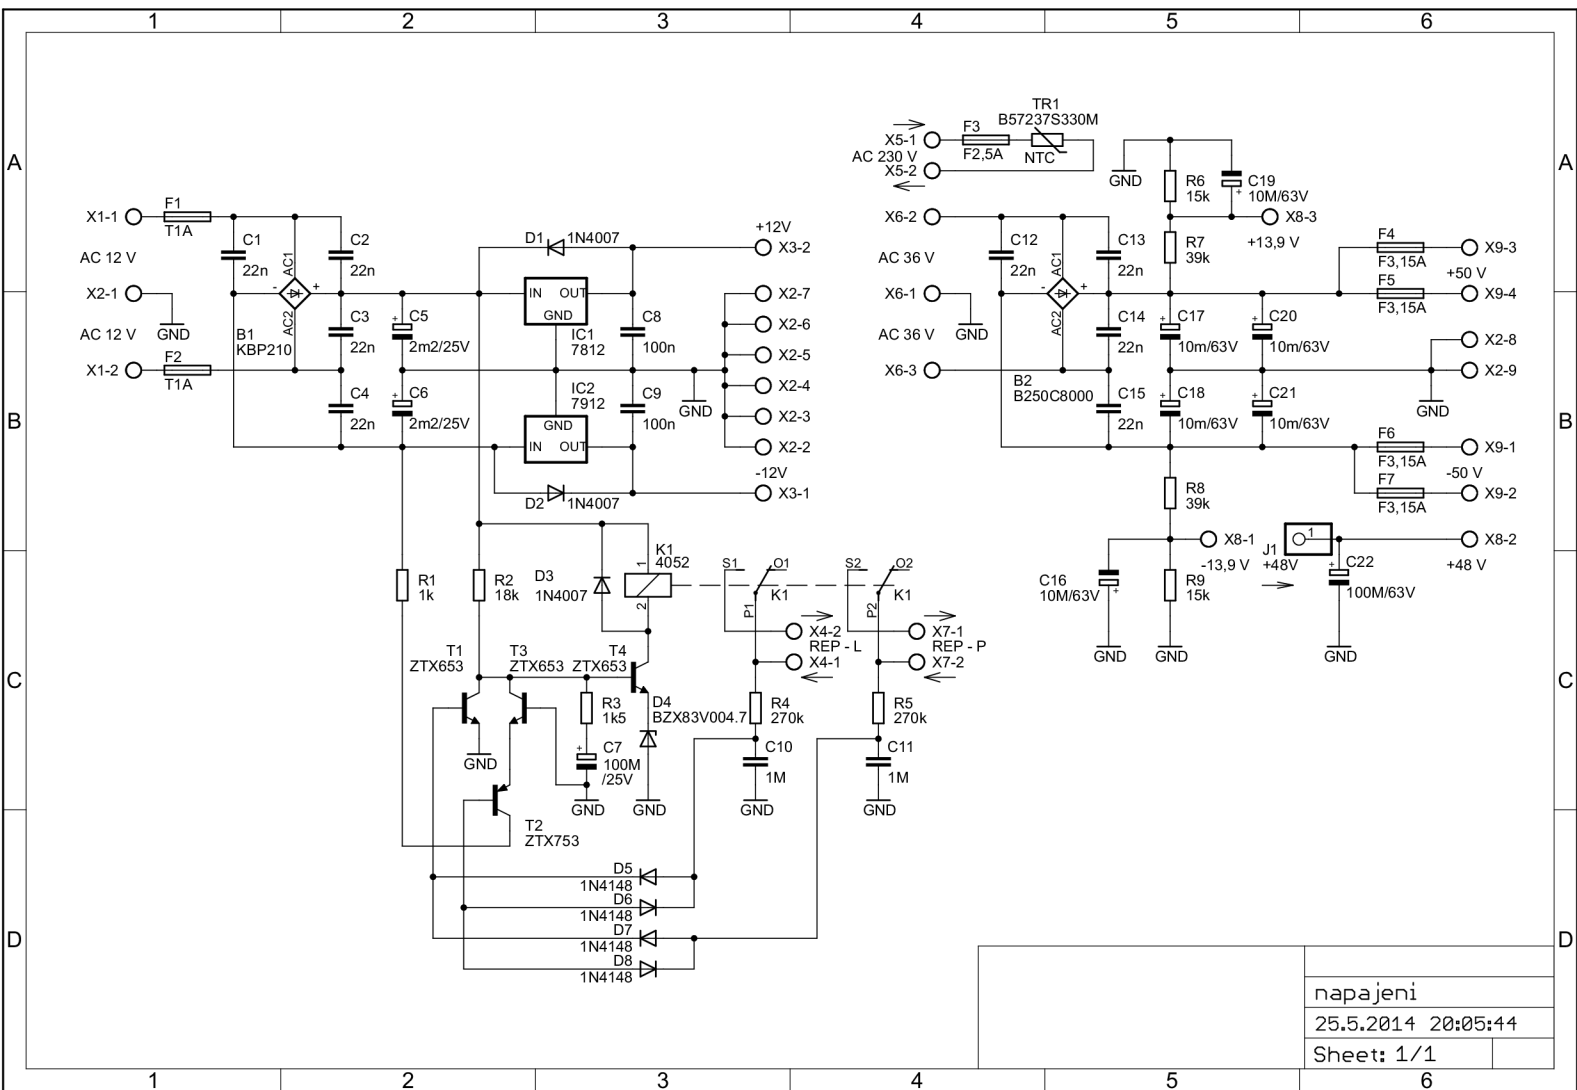 1 2 3 4 5 6
A
A
TR1
B57237S330M
F3
X5-1
F2,5A
NTC
AC 230 V
X5-2
GND
R6
15k
C19
+
10M/63V
F1
X1-1
T1A
C1
C2
AC1
22n
22n
AC 12 V
- +
X2-1
GND
AC2
B1
KBP210
C3
22n
C5
+
2m2/25V
AC 12 V
F2
X1-2
T1A
C4
22n
C6
+
2m2/25V
D1
1N4007
+12V
X3-2
IN OUT
GND
IC1
7812
C8
100n
X2-7
X2-6
X2-5
X2-4
X2-3
X2-2
IC2
7912
GND
IN OUT
C9
100n
GND
-12V
X3-1
D2
1N4007
X6-2
C12
C13
AC1
22n
22n
AC 36 V
- +
X6-1
GND
AC2
AC 36 V
X6-3
B2
B250C8000
C14
22n
C15
22n
R7
39k
X8-3
+13,9 V
F4
X9-3
F3,15A
+50 V
F5
X9-4
F3,15A
C17
+
10m/63V
C20
+
10m/63V
X2-8
X2-9
GND
C18
+
10m/63V
C21
+
10m/63V
F6
X9-1
F3,15A
-50 V
F7
X9-2
F3,15A
R8
39k
X8-1
-13,9 V
J1
1
+48V
X8-2
+48 V
C16
10M/63V
+
R9
15k
C22
+
100M/63V
GND
GND
GND
B
B
R1
1k
R2
18k
D3
1N4007
K1
4052
1
2
S1
O1
K1
P1
X4-2
REP - L
X4-1
S2
O2
K1
P2
X7-1
REP - P
X7-2
T1
ZTX653
T3
ZTX653
T4
ZTX653
R3
1k5
D4
BZX83V004.7
R4
270k
R5
270k
GND
C7
+
100M
/25V
C10
1M
C11
1M
GND
GND
GND
GND
C
C
T2
ZTX753
D5
1N4148
D6
1N4148
D7
1N4148
D8
1N4148
D
D
napajeni
25.5.2014 20:05:44
Sheet: 1/1
1 2 3 4 5 6